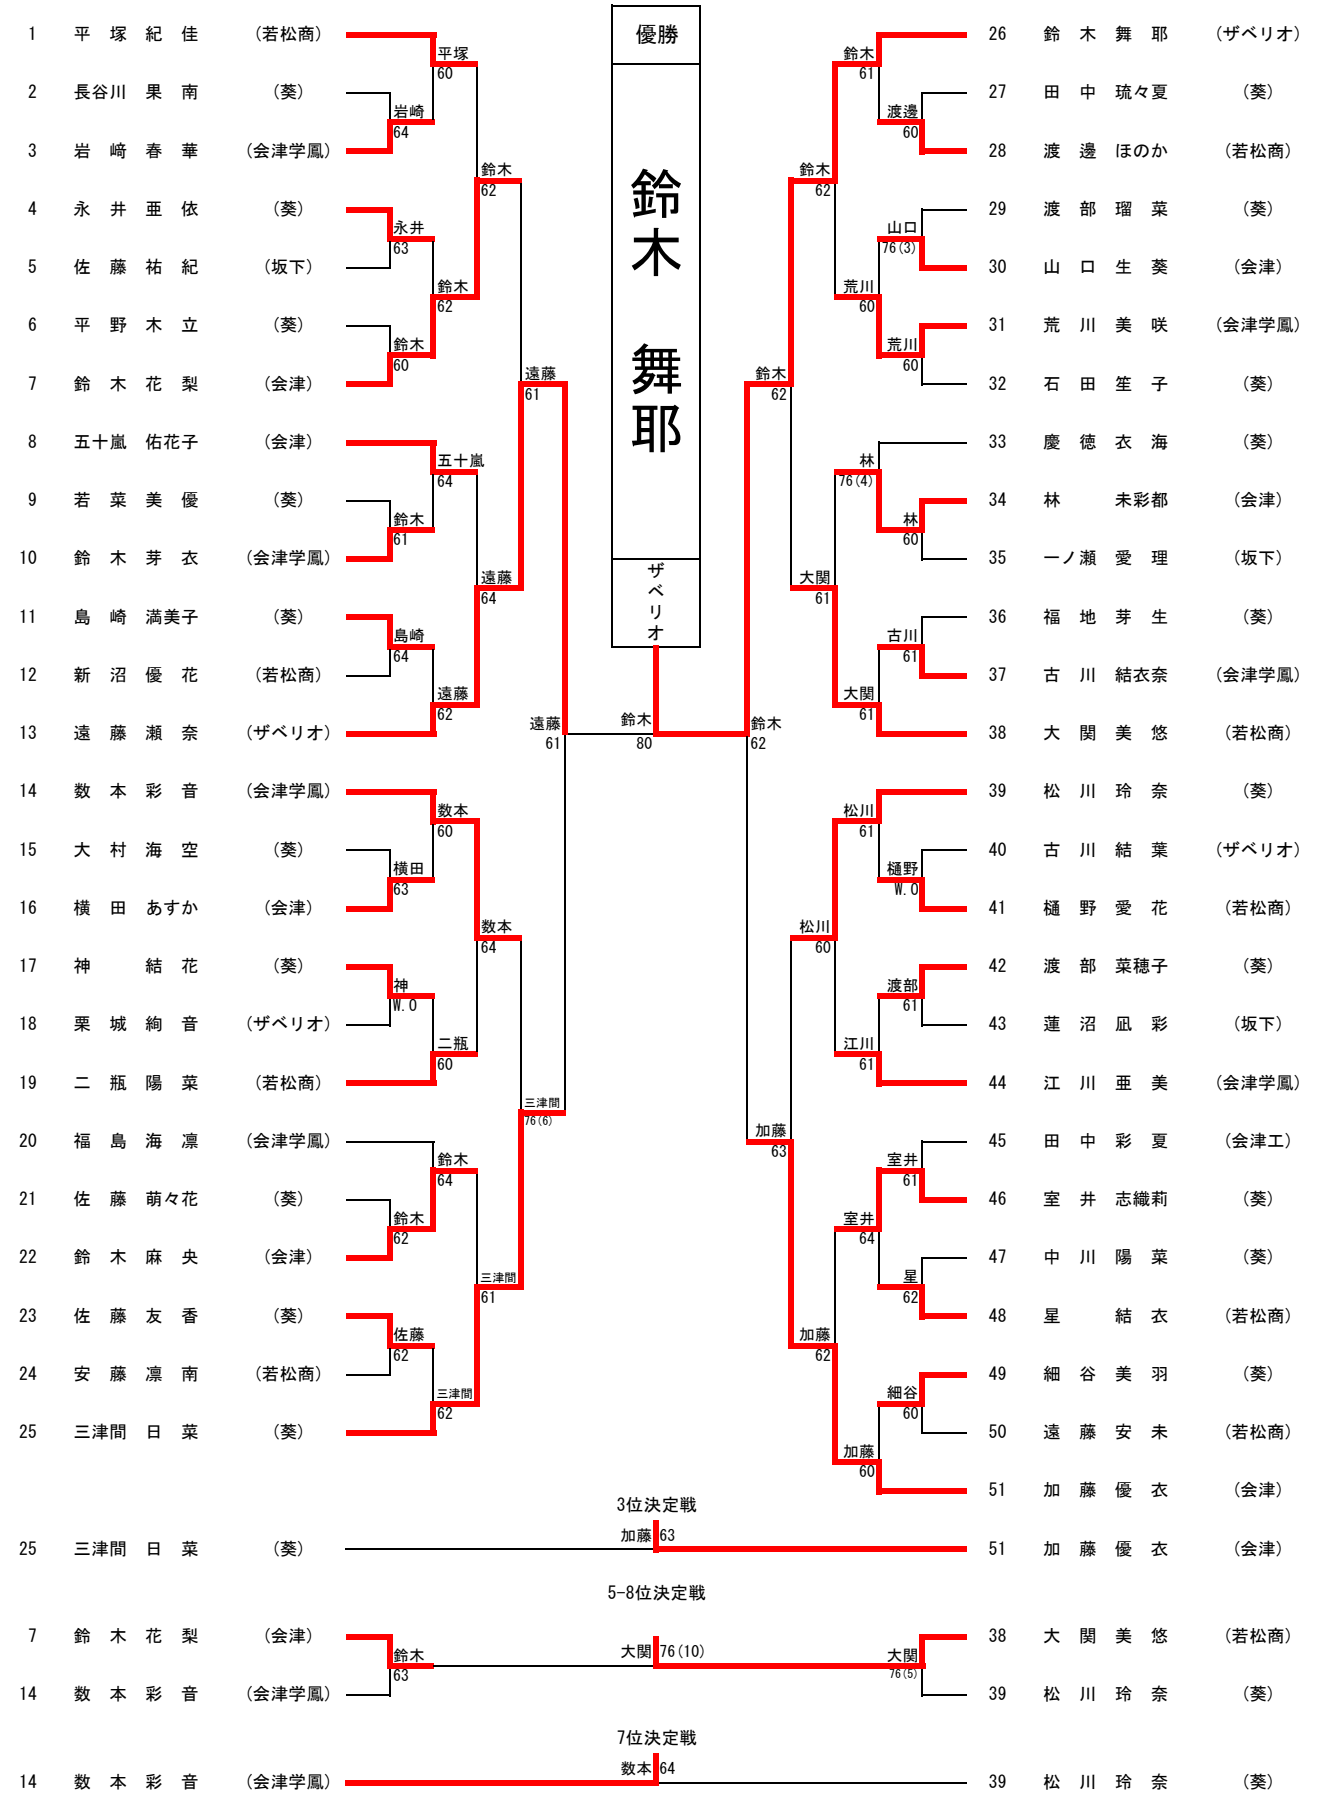 優勝
鈴木 舞耶
ザベリオ
1 平 塚 紀 佳 (若松商)
2 長谷川 果 南 (葵)
3 岩 﨑 春 華 (会津学鳳)
4 永 井 亜 依 (葵)
5 佐 藤 祐 紀 (坂下)
6 平 野 木 立 (葵)
7 鈴 木 花 梨 (会津)
8 五十嵐 佑花子 (会津)
9 若 菜 美 優 (葵)
10 鈴 木 芽 衣 (会津学鳳)
11 島 崎 満美子 (葵)
12 新 沼 優 花 (若松商)
13 遠 藤 瀬 奈 (ザベリオ)
14 数 本 彩 音 (会津学鳳)
15 大 村 海 空 (葵)
16 横 田 あすか (会津)
17 神 結 花 (葵)
18 栗 城 絢 音 (ザベリオ)
19 二 瓶 陽 菜 (若松商)
20 福 島 海 凛 (会津学鳳)
21 佐 藤 萌々花 (葵)
22 鈴 木 麻 央 (会津)
23 佐 藤 友 香 (葵)
24 安 藤 凛 南 (若松商)
25 三津間 日 菜 (葵)
平塚
60
岩崎
64
永井
63
鈴木
62
鈴木
60
鈴木
62
五十嵐
64
鈴木
61
島崎
64
遠藤
62
遠藤
64
遠藤
61
数本
60
横田
63
神
W.O
二瓶
60
数本
64
鈴木
64
鈴木
62
佐藤
62
三津間
62
三津間
61
三津間
76(6)
遠藤
61
鈴木
80
鈴木
62
26 鈴 木 舞 耶 (ザベリオ)
27 田 中 琉々夏 (葵)
28 渡 邊 ほのか (若松商)
29 渡 部 瑠 菜 (葵)
30 山 口 生 葵 (会津)
31 荒 川 美 咲 (会津学鳳)
32 石 田 笙 子 (葵)
33 慶 徳 衣 海 (葵)
34 林 未彩都 (会津)
35 一ノ瀬 愛 理 (坂下)
36 福 地 芽 生 (葵)
37 古 川 結衣奈 (会津学鳳)
38 大 関 美 悠 (若松商)
39 松 川 玲 奈 (葵)
40 古 川 結 葉 (ザベリオ)
41 樋 野 愛 花 (若松商)
42 渡 部 菜穂子 (葵)
43 蓮 沼 凪 彩 (坂下)
44 江 川 亜 美 (会津学鳳)
45 田 中 彩 夏 (会津工)
46 室 井 志織莉 (葵)
47 中 川 陽 菜 (葵)
48 星 結 衣 (若松商)
49 細 谷 美 羽 (葵)
50 遠 藤 安 未 (若松商)
51 加 藤 優 衣 (会津)
鈴木
61
渡邊
60
鈴木
62
山口
76(3)
荒川
60
荒川
60
鈴木
62
林
76(4)
林
60
大関
61
古川
61
大関
61
松川
61
樋野
W.O
松川
60
渡部
61
江川
61
加藤
63
室井
61
室井
64
星
62
加藤
62
細谷
60
加藤
60
3位決定戦
加藤 63
25 三津間 日 菜 (葵)
51 加 藤 優 衣 (会津)
5-8位決定戦
7 鈴 木 花 梨 (会津)
鈴木
63
14 数 本 彩 音 (会津学鳳)
大関 76(10)
38 大 関 美 悠 (若松商)
大関
76(5)
39 松 川 玲 奈 (葵)
7位決定戦
数本 64
14 数 本 彩 音 (会津学鳳)
39 松 川 玲 奈 (葵)